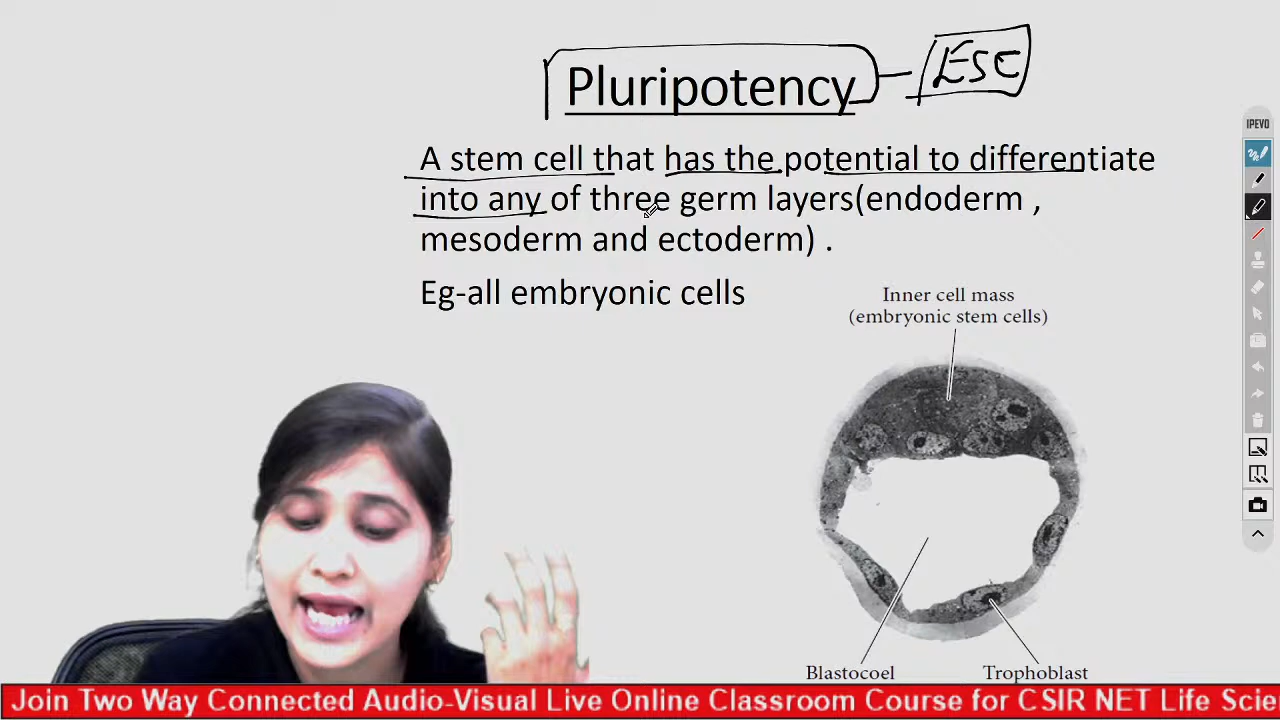 Pluripotency
ESC
A stem cell that has the potential to differentiate
into any of three germ layers(endoderm ,
mesoderm and ectoderm) .
Eg-all embryonic cells
Inner cell mass
(embryonic stem cells)
Blastocoel
Trophoblast
IPEVO
Join Two Way Connected Audio-Visual Live Online Classroom Course for CSIR NET Life Scie